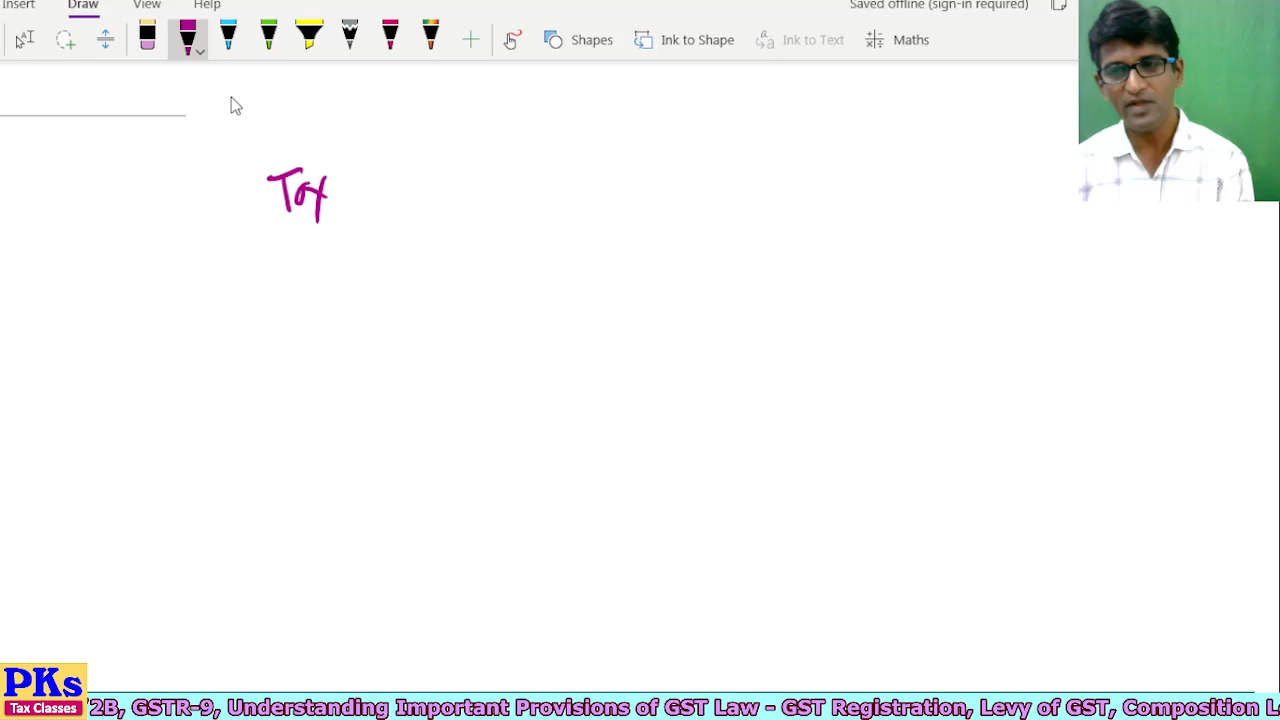 Insert Draw View Help Saved offline (sign-in required)
Shapes Ink to Shape Ink to Text Maths
Tax
PKs
Tax Classes
/2B, GSTR-9, Understanding Important Provisions of GST Law - GST Registration, Levy of GST, Composition L